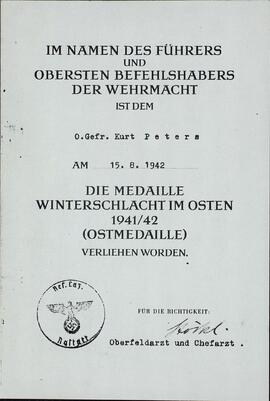 IM NAMEN DES FÜHRERS
UND
OBERSTEN BEFEHLSHABERS
DER WEHRMACHT
IST DEM
O.Gefr. Kurt Peters
AM 15.8.1942
DIE MEDAILLE
WINTERSCHLACHT IM OSTEN
1941/42
(OSTMEDAILLE)
VERLIEHEN WORDEN.
FÜR DIE RICHTIGKEIT:
Oberfeldarzt und Chefarzt .